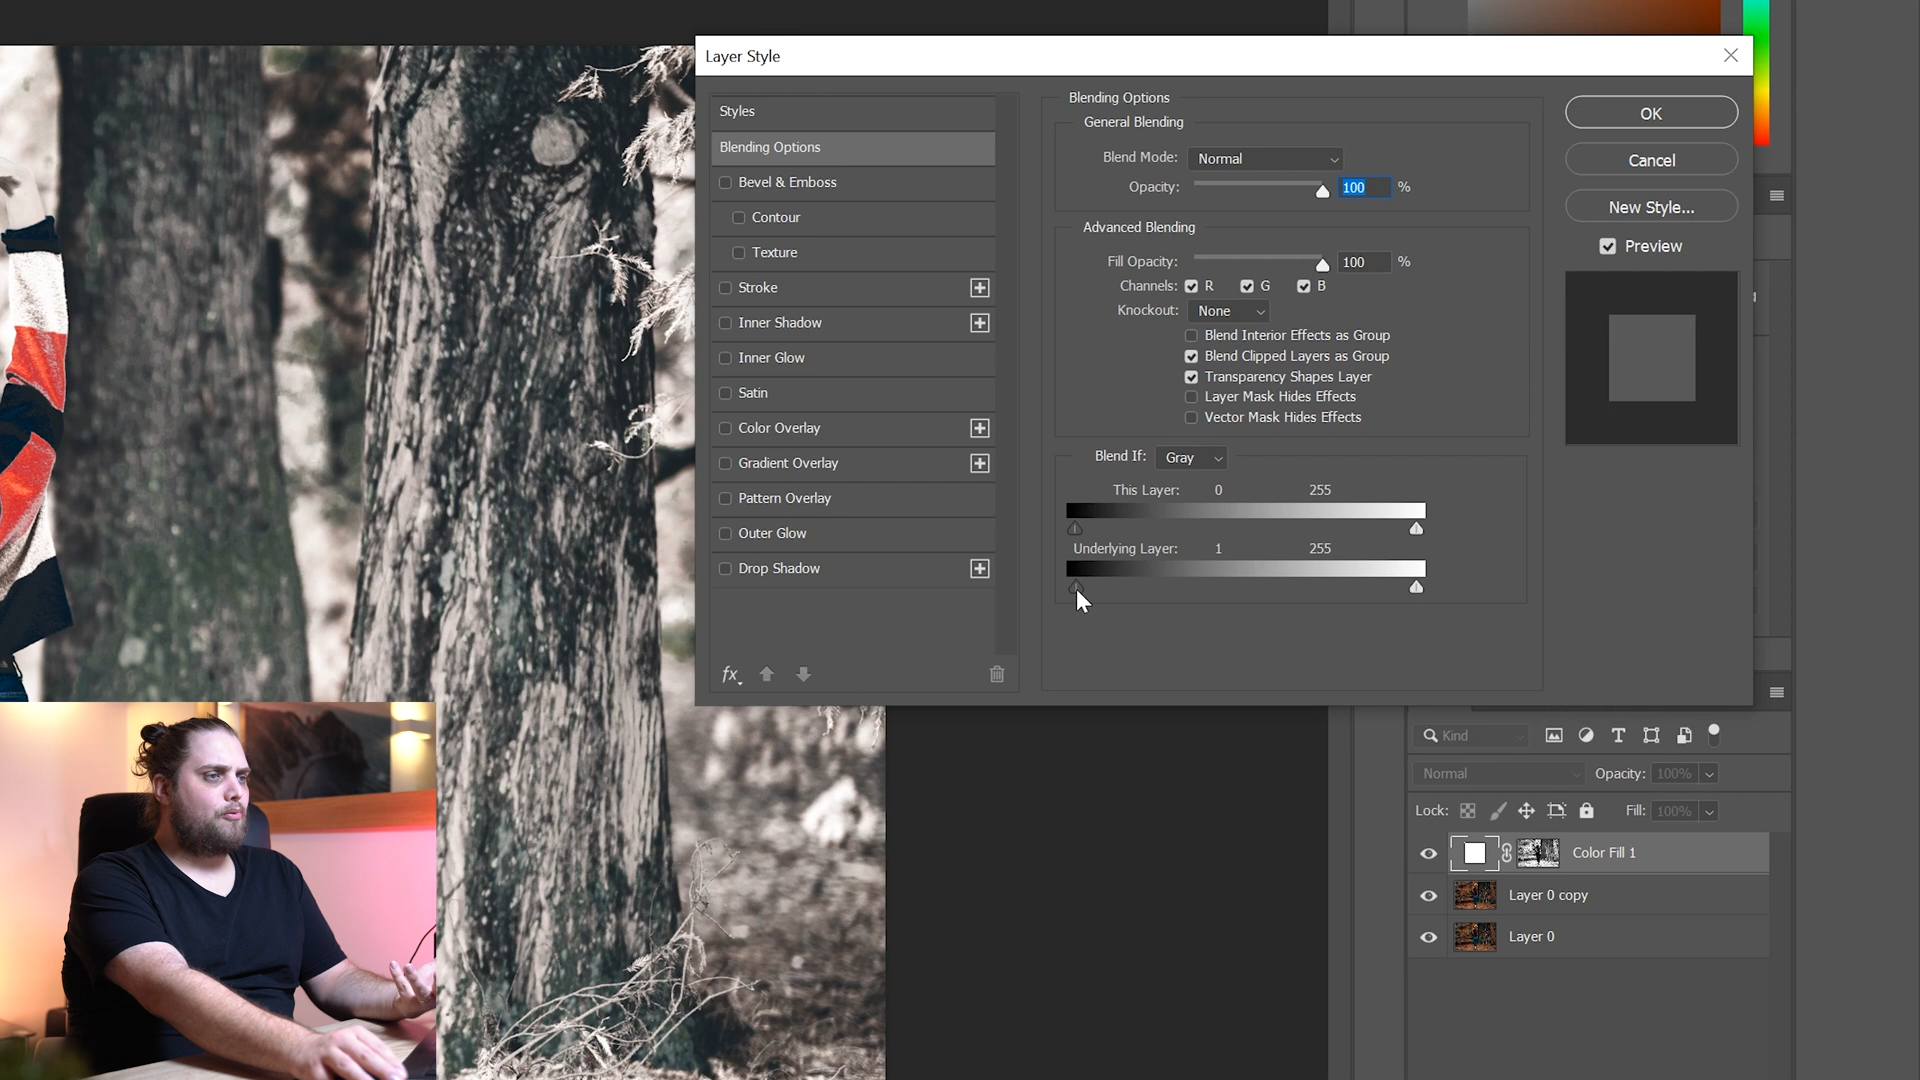 Layer Style
Styles
Blending Options
Bevel & Emboss
Contour
Texture
Stroke
Inner Shadow
Inner Glow
Satin
Color Overlay
Gradient Overlay
Pattern Overlay
Outer Glow
Drop Shadow
fx
Blending Options
General Blending
Blend Mode: Normal
Opacity: 100 %
Advanced Blending
Fill Opacity: 100 %
Channels: R G B
Knockout: None
Blend Interior Effects as Group
Blend Clipped Layers as Group
Transparency Shapes Layer
Layer Mask Hides Effects
Vector Mask Hides Effects
Blend If: Gray
This Layer: 0 255
Underlying Layer: 1 255
OK
Cancel
New Style...
Preview
Kind
Normal Opacity: 100%
Lock: Fill: 100%
Color Fill 1
Layer 0 copy
Layer 0